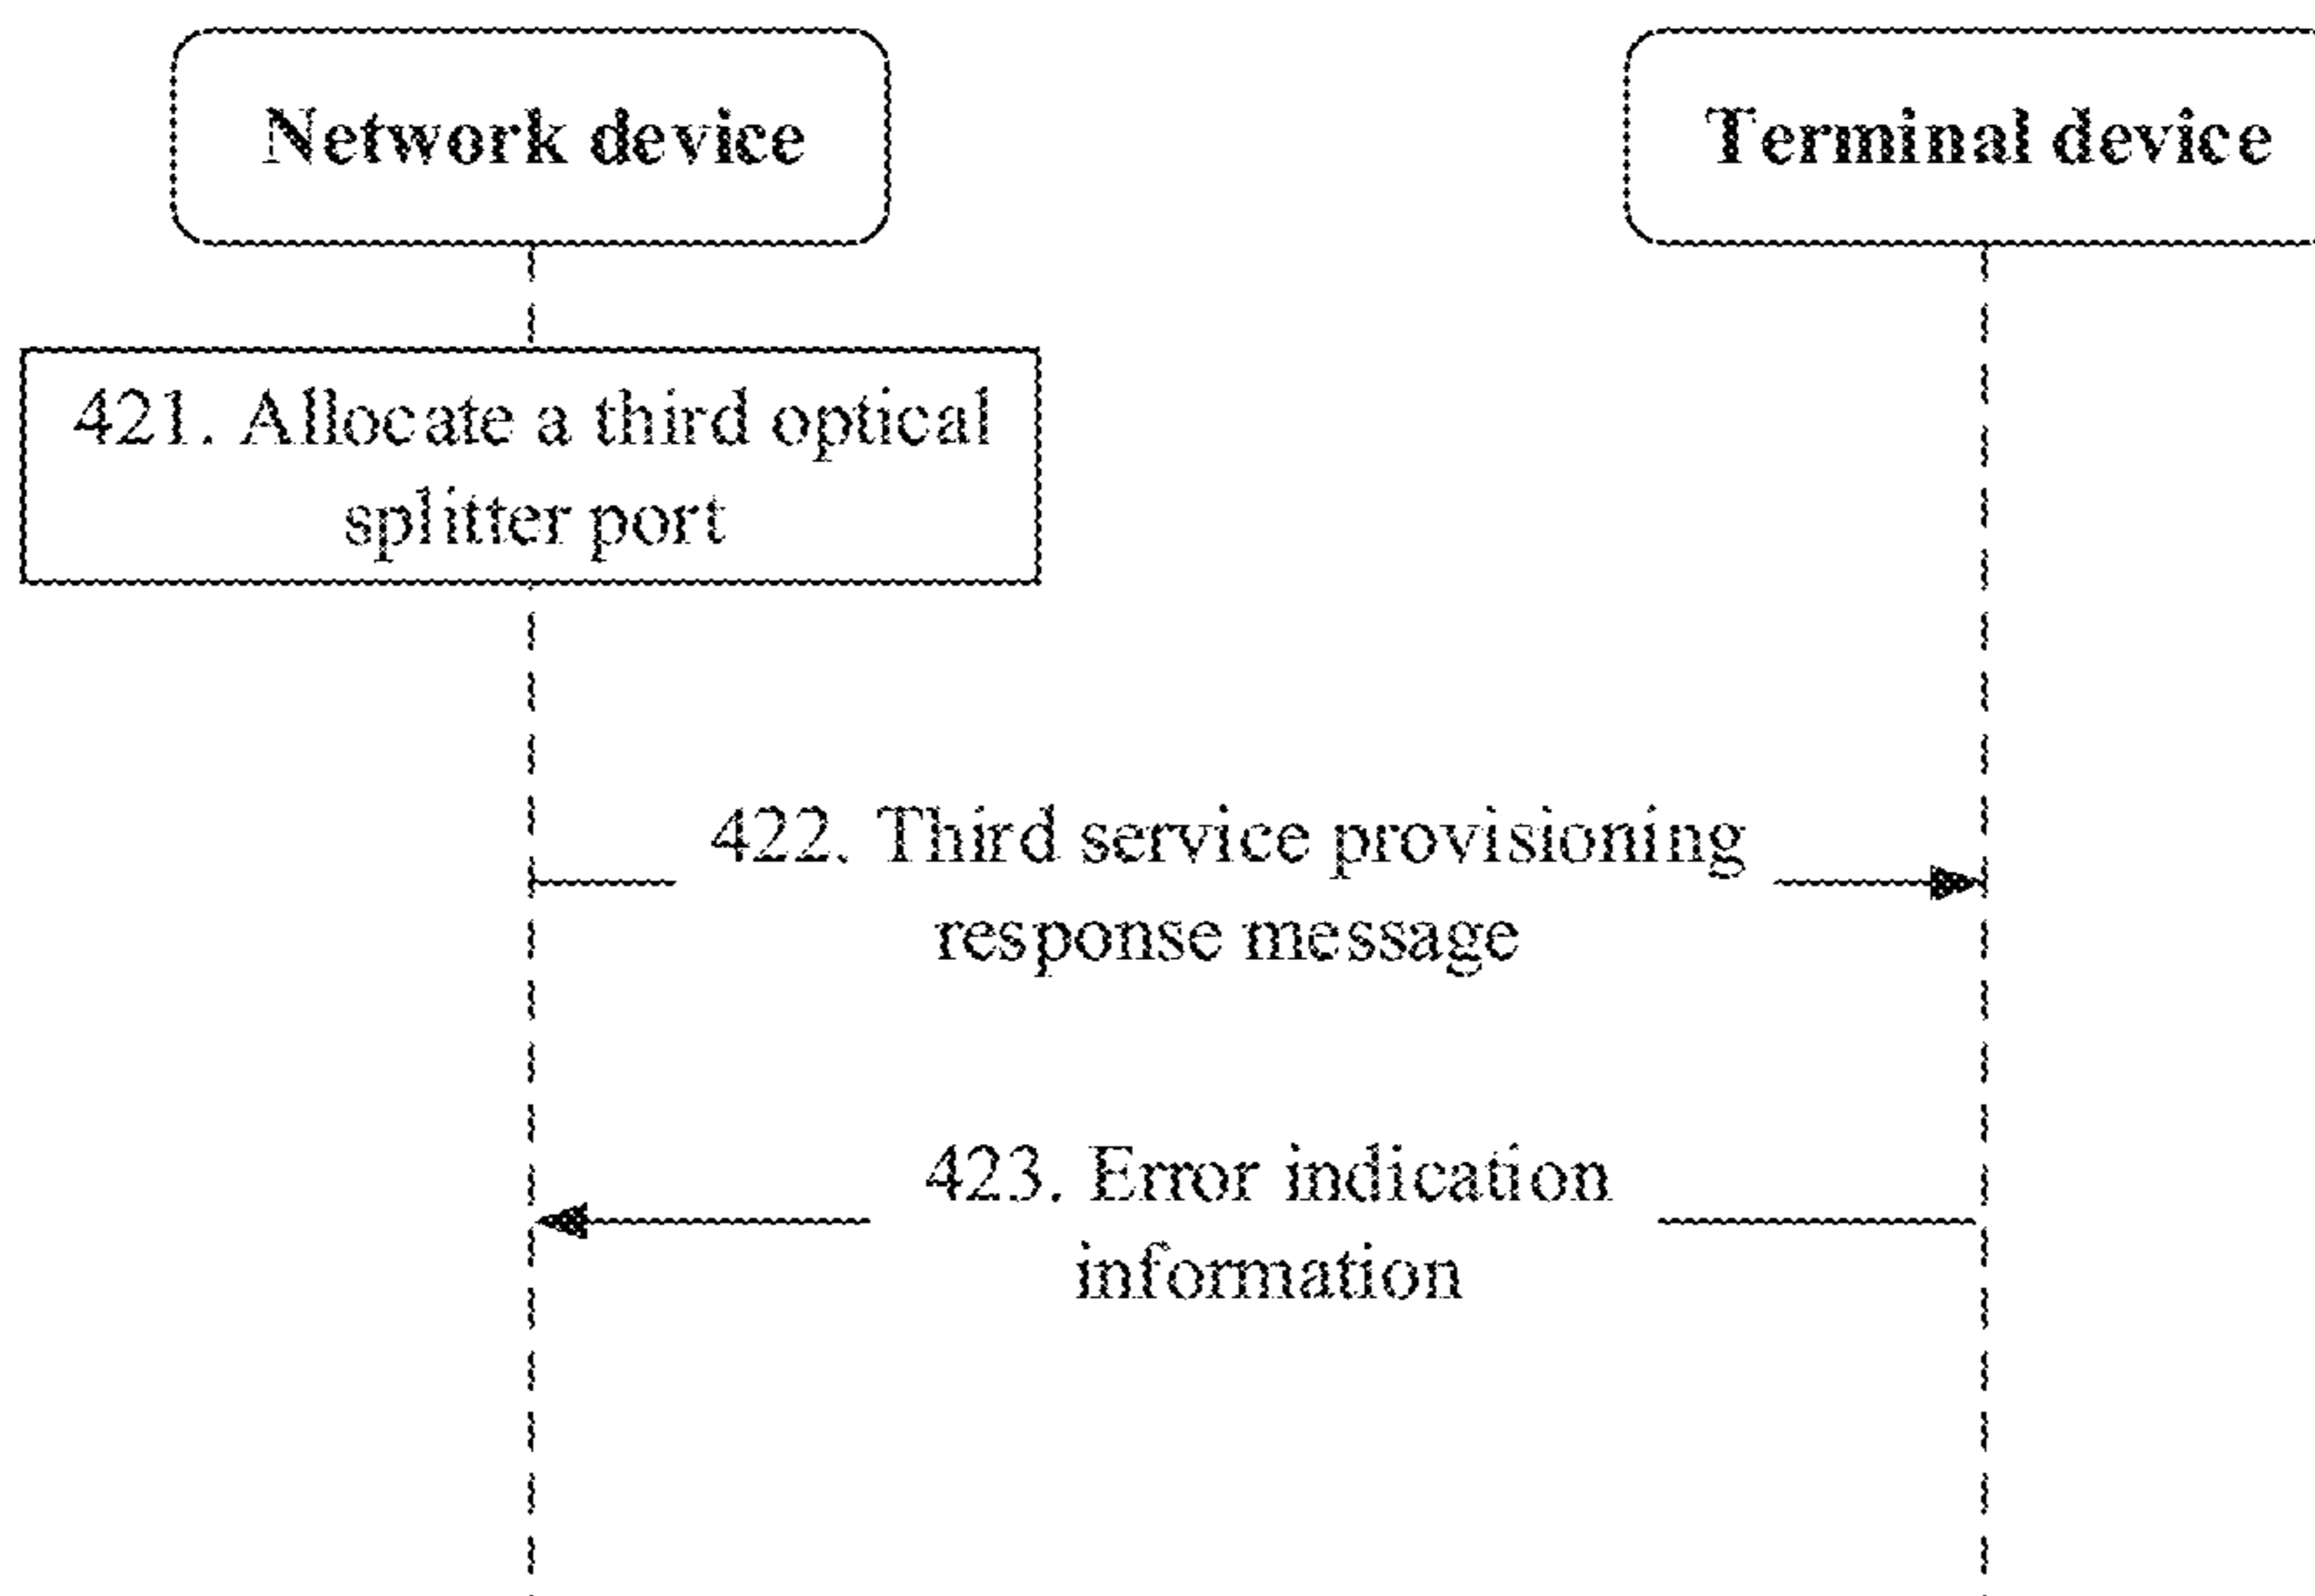 Network device
Terminal device
421. Allocate a third optical
splitter port
422. Third service provisioning
response message
423. Error indication
information